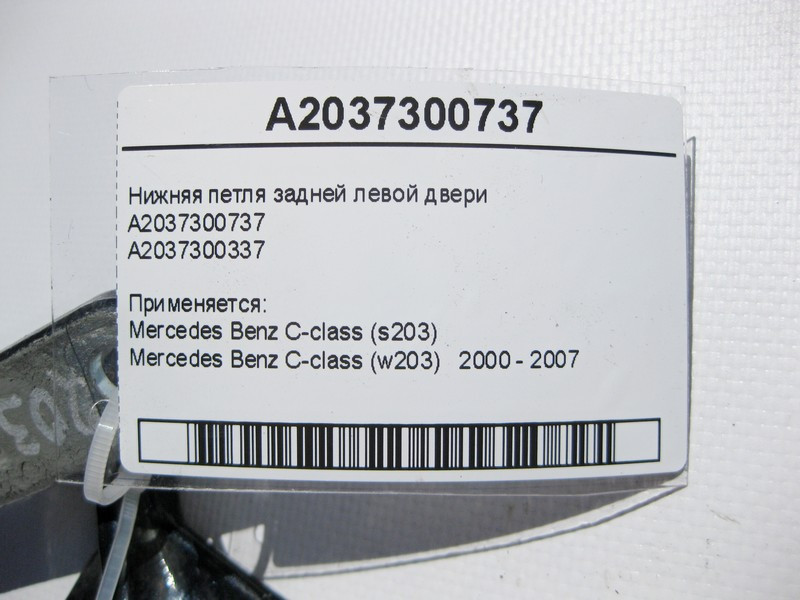 A2037300737
Нижняя петля задней левой двери
A2037300737
A2037300337
Применяется:
Mercedes Benz C-class (s203)
Mercedes Benz C-class (w203) 2000 - 2007